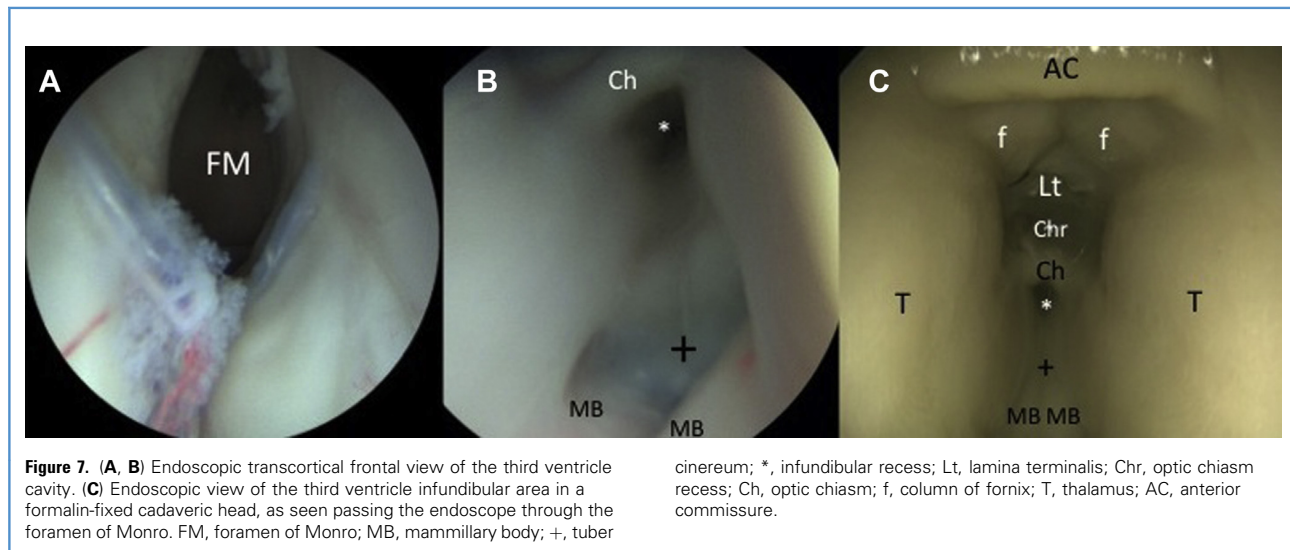 A
FM
B
Ch
*
+
MB
MB
C
AC
f f
Lt
Chr
Ch
T * T
+
MB MB
Figure 7. (A, B) Endoscopic transcortical frontal view of the third ventricle
cavity. (C) Endoscopic view of the third ventricle infundibular area in a
formalin-fixed cadaveric head, as seen passing the endoscope through the
foramen of Monro. FM, foramen of Monro; MB, mammillary body; +, tuber
cinereum; *, infundibular recess; Lt, lamina terminalis; Chr, optic chiasm
recess; Ch, optic chiasm; f, column of fornix; T, thalamus; AC, anterior
commissure.